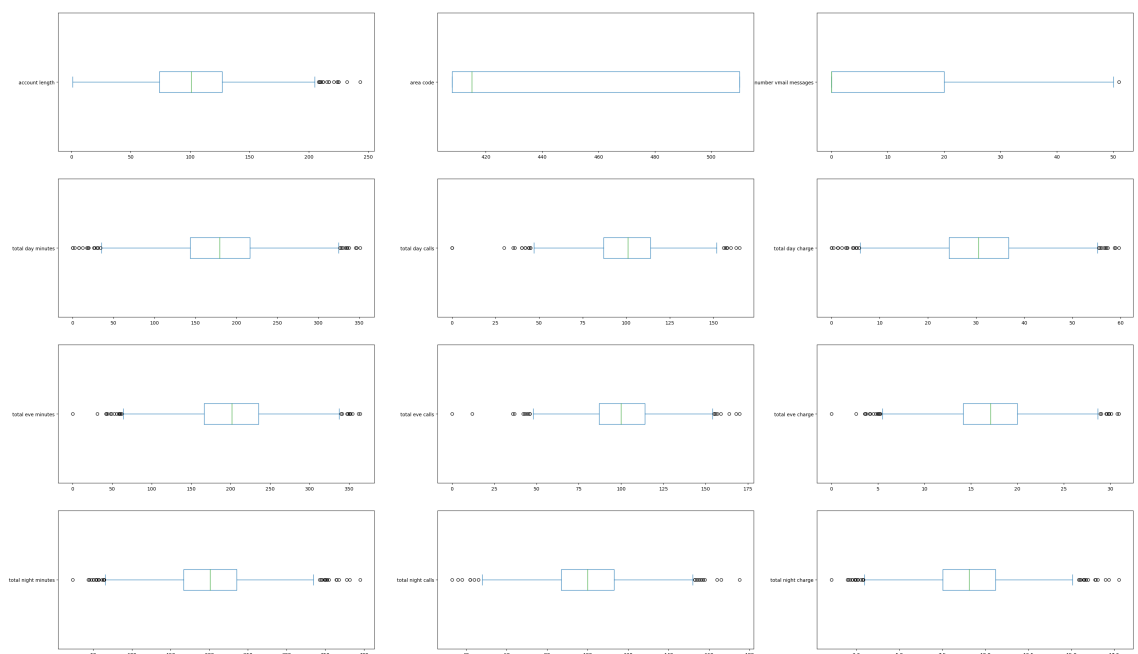 account length
0 50 100 150 200 250
area code
420 440 460 480 500
number vmail messages
0 10 20 30 40 50
total day minutes
0 50 100 150 200 250 300 350
total day calls
0 25 50 75 100 125 150
total day charge
0 10 20 30 40 50 60
total eve minutes
0 50 100 150 200 250 300 350
total eve calls
0 25 50 75 100 125 150 175
total eve charge
0 5 10 15 20 25 30
total night minutes
total night calls
total night charge